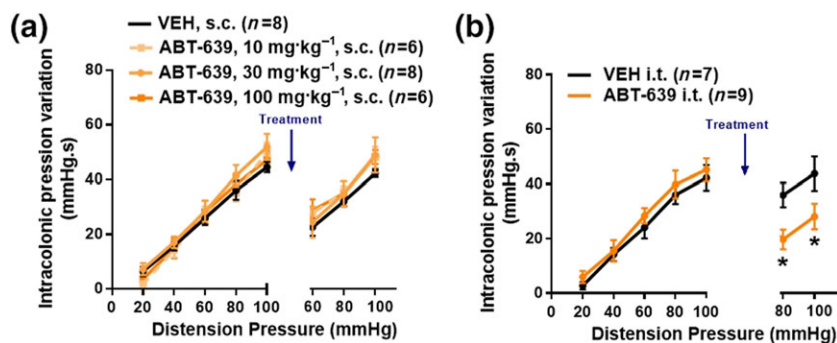 (a)
VEH, s.c. (n=8)
ABT-639, 10 mg·kg⁻¹, s.c. (n=6)
ABT-639, 30 mg·kg⁻¹, s.c. (n=8)
ABT-639, 100 mg·kg⁻¹, s.c. (n=6)
Treatment
Intracolonic pression variation
(mmHg.s)
80
60
40
20
0
0 20 40 60 80 100 60 80 100
Distension Pressure (mmHg)
(b)
VEH i.t. (n=7)
ABT-639 i.t. (n=9)
Treatment
Intracolonic pression variation
(mmHg.s)
80
60
40
20
0
* *
0 20 40 60 80 100 80 100
Distension Pressure (mmHg)